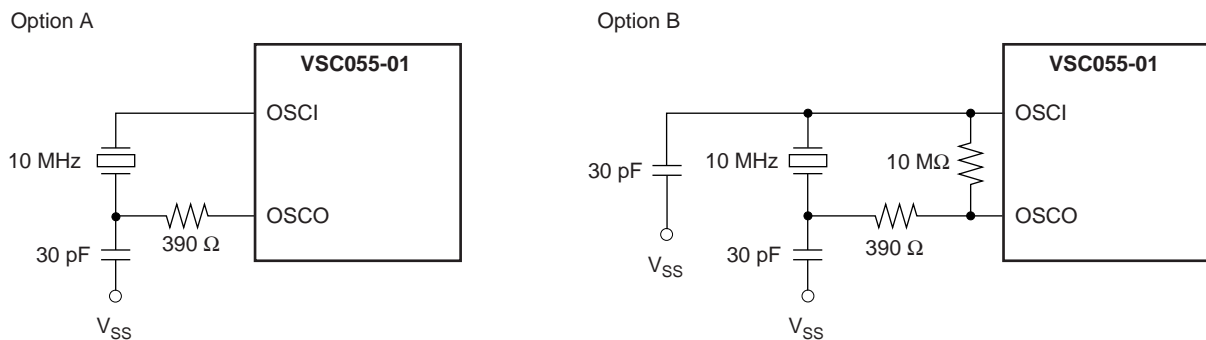 Option A
VSC055-01
OSCI
10 MHz
OSCO
390 Ω
30 pF
VSS
Option B
VSC055-01
OSCI
30 pF
10 MHz
10 MΩ
OSCO
390 Ω
VSS
30 pF
VSS